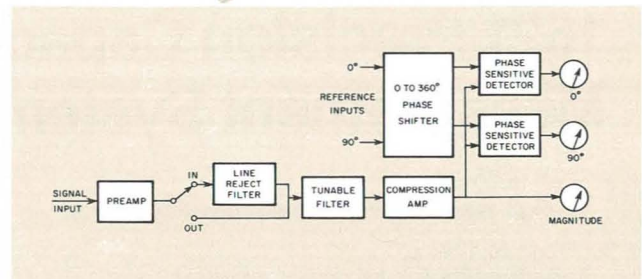 0°
REFERENCE
INPUTS
90°
0 TO 360°
PHASE
SHIFTER
PHASE
SENSITIVE
DETECTOR
0°
PHASE
SENSITIVE
DETECTOR
90°
SIGNAL
INPUT
PREAMP
IN
OUT
LINE
REJECT
FILTER
TUNABLE
FILTER
COMPRESSION
AMP
MAGNITUDE